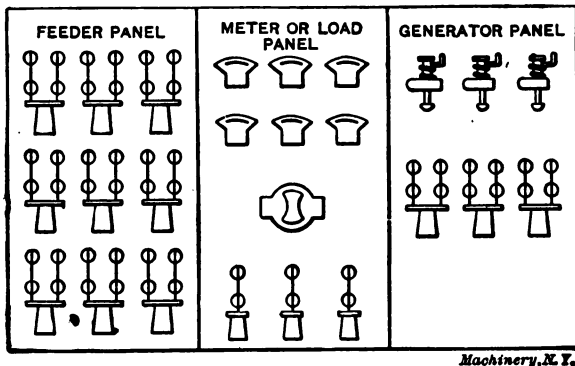 FEEDER PANEL
METER OR LOAD
PANEL
GENERATOR PANEL
Machinery, N.Y.